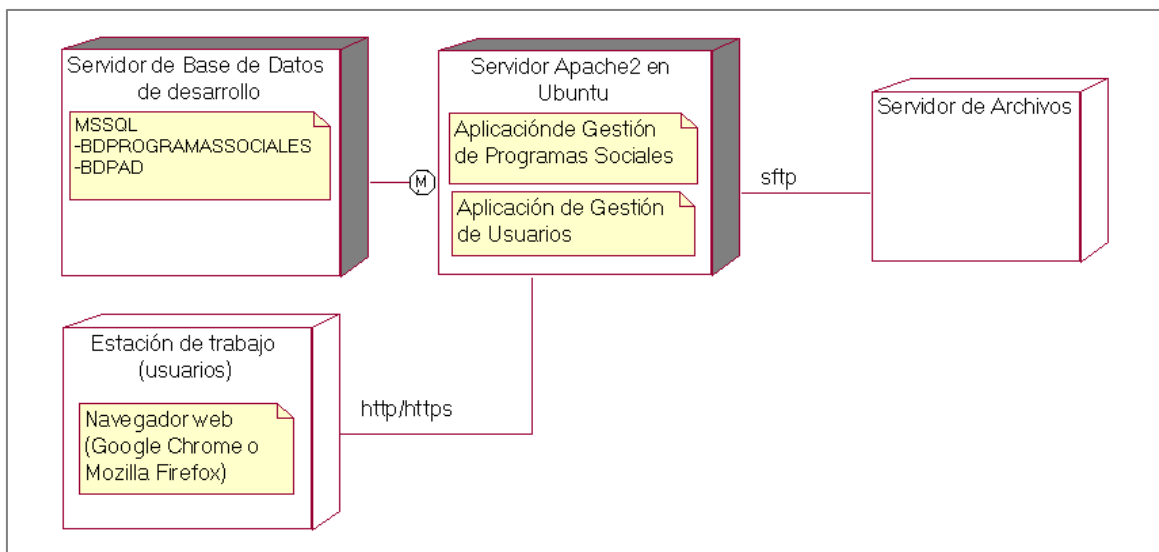 Servidor de Base de Datos
de desarrollo
MSSQL
-BDPROGRAMASSOCIALES
-BDPAD
M
Servidor Apache2 en
Ubuntu
Aplicaciónde Gestión
de Programas Sociales
Aplicación de Gestión
de Usuarios
sftp
Servidor de Archivos
Estación de trabajo
(usuarios)
Navegador web
(Google Chrome o
Mozilla Firefox)
http/https